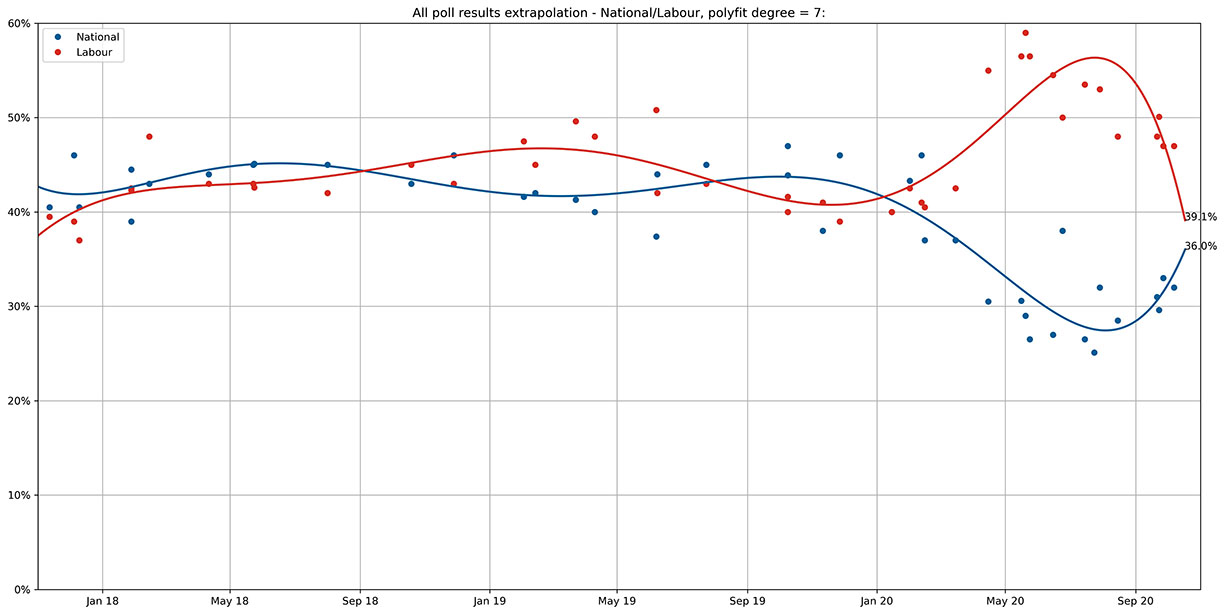 All poll results extrapolation - National/Labour, polyfit degree = 7:
60%
National
Labour
50%
40%
39.1%
36.0%
30%
20%
10%
0%
Jan 18 May 18 Sep 18 Jan 19 May 19 Sep 19 Jan 20 May 20 Sep 20